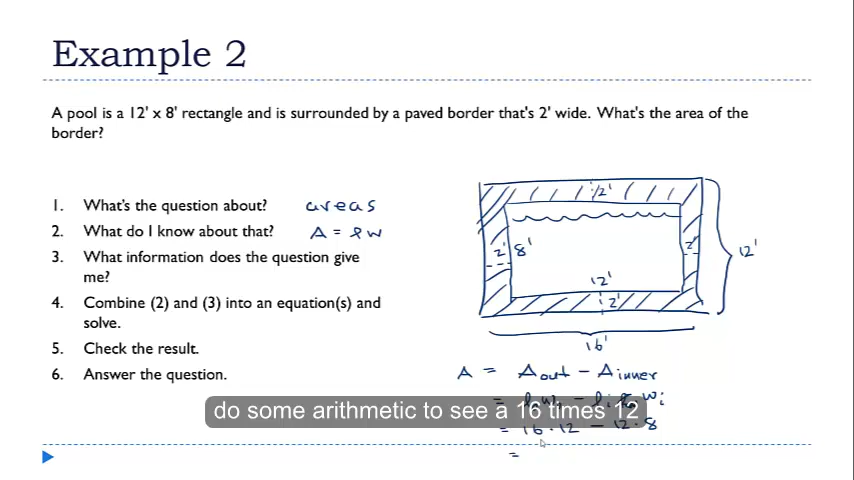 Example 2
A pool is a 12' x 8' rectangle and is surrounded by a paved border that's 2' wide. What's the area of the
border?
1. What's the question about? areas
2. What do I know about that? A = lw
3. What information does the question give
me?
4. Combine (2) and (3) into an equation(s) and
solve.
5. Check the result.
6. Answer the question.
2'
2' 8' 2' 12'
12'
2'
16'
A = Aout - Ainner
do some arithmetic to see a 16 times 12
= 16 · 12 - 12 · 8
=